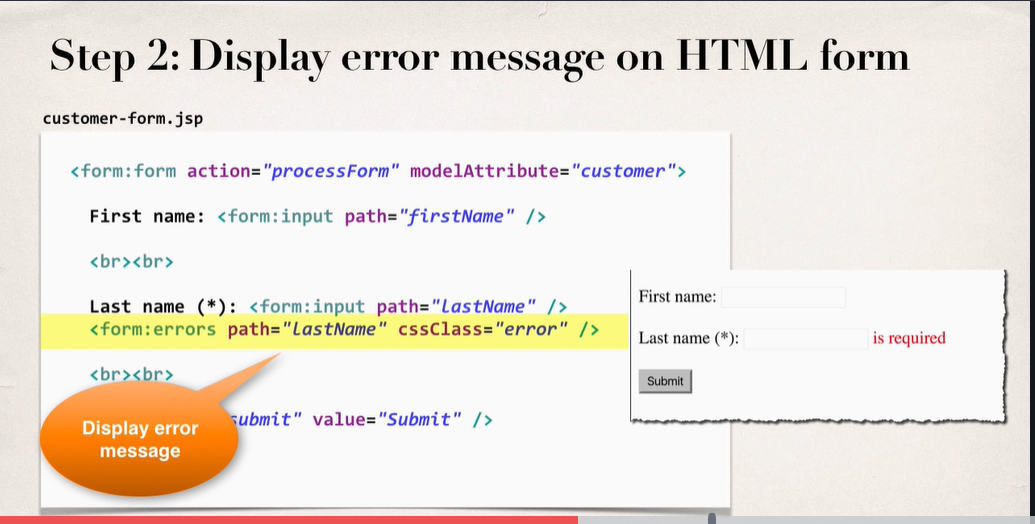 Step 2: Display error message on HTML form
customer-form.jsp
<form:form action="processForm" modelAttribute="customer">
First name: <form:input path="firstName" />
<br><br>
Last name (*): <form:input path="lastName" />
<form:errors path="lastName" cssClass="error" />
<br><br>
submit" value="Submit" />
Display error
message
First name:
Last name (*): is required
Submit